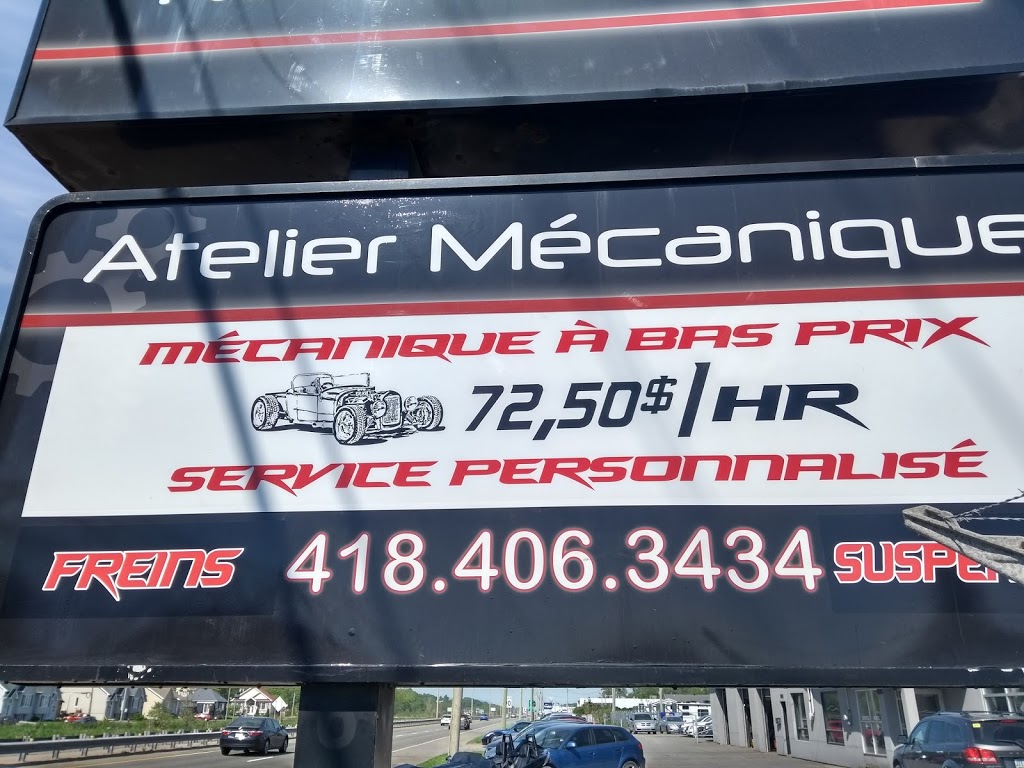 Atelier Mécanique
MÉCANIQUE À BAS PRIX
72,50$/HR
SERVICE PERSONNALISÉ
FREINS 418.406.3434